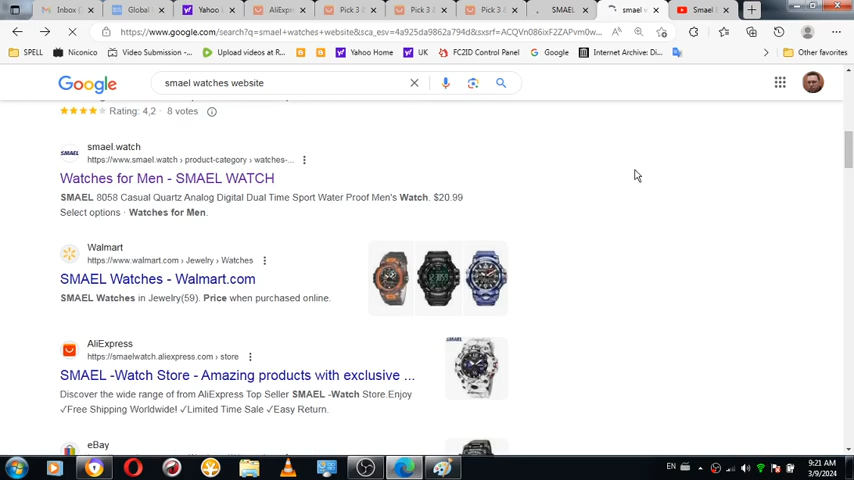 Inbox (
Global
Yahoo
AliExpre
Pick 3 &
Pick 3 &
Pick 3 &
SMAEL
smael w
Smael
https://www.google.com/search?q=smael+watches+website&sca_esv=4a925da9862a794d&sxsrf=ACQVn086ixF2ZAPvm0w...
SPELL
Niconico
Video Submission -...
Upload videos at R...
Yahoo Home
UK
FC2ID Control Panel
Google
Internet Archive: Di...
Other favorites
Google
smael watches website
Rating: 4,2 · 8 votes
smael.watch
https://www.smael.watch › product-category › watches-...
Watches for Men - SMAEL WATCH
SMAEL 8058 Casual Quartz Analog Digital Dual Time Sport Water Proof Men's Watch. $20.99
Select options · Watches for Men.
Walmart
https://www.walmart.com › Jewelry › Watches
SMAEL Watches - Walmart.com
SMAEL Watches in Jewelry(59). Price when purchased online.
AliExpress
https://smaelwatch.aliexpress.com › store
SMAEL -Watch Store - Amazing products with exclusive ...
Discover the wide range of from AliExpress Top Seller SMAEL -Watch Store.Enjoy
✓Free Shipping Worldwide! ✓Limited Time Sale ✓Easy Return.
SMAEL
eBay
EN
9:21 AM
3/9/2024